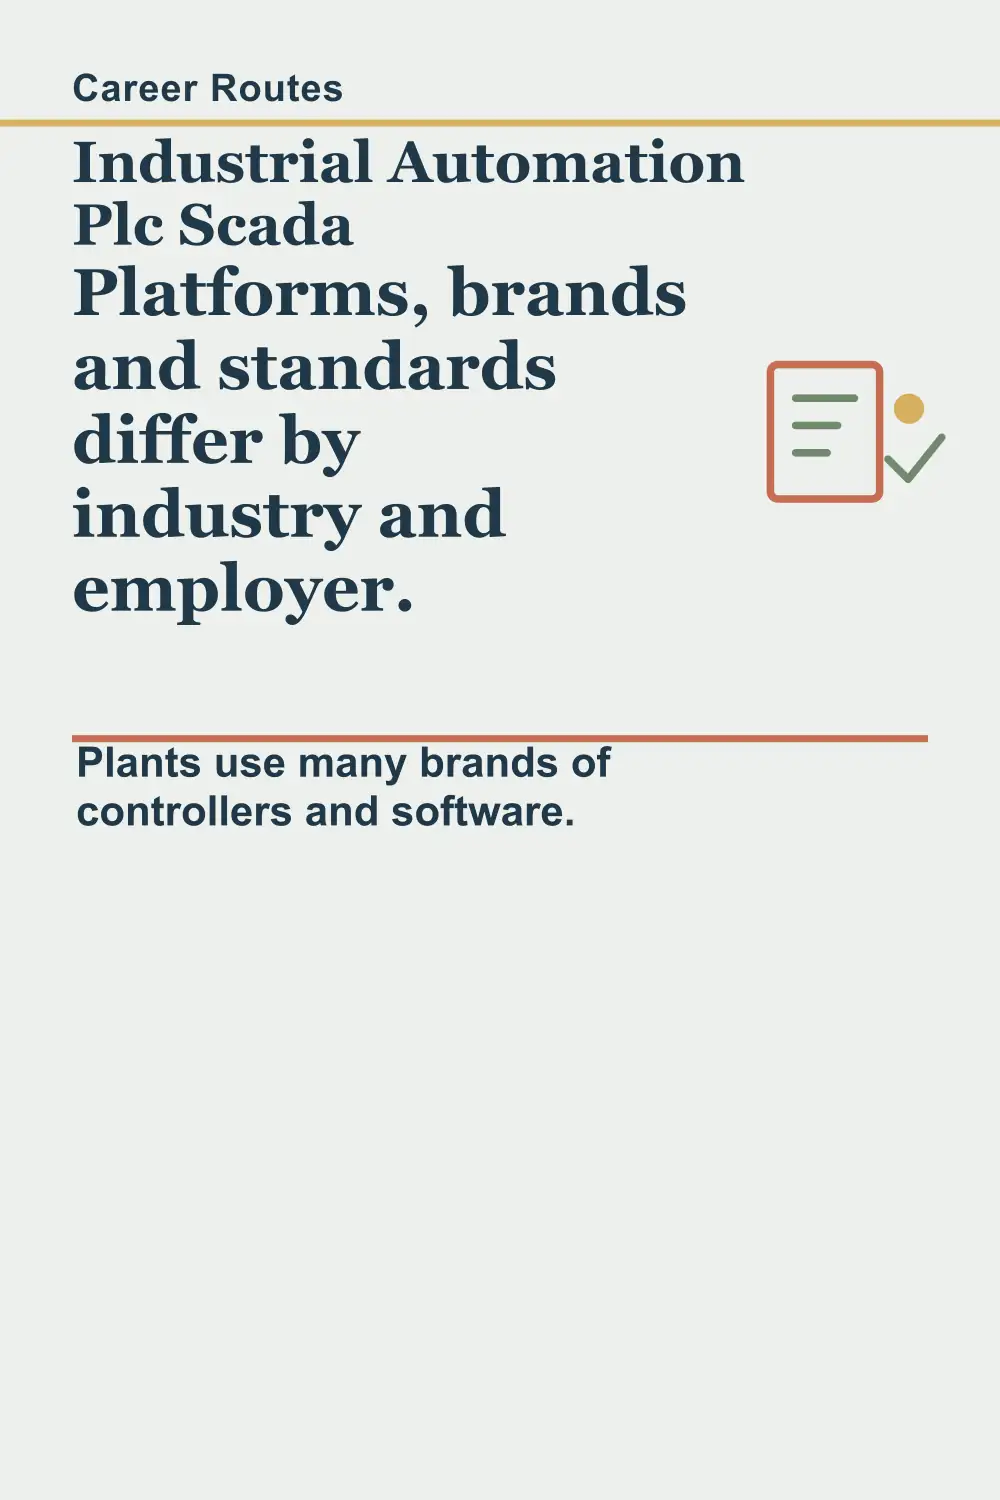 Career Routes
Industrial Automation
Plc Scada
Platforms, brands
and standards
differ by
industry and
employer.
Plants use many brands of
controllers and software.